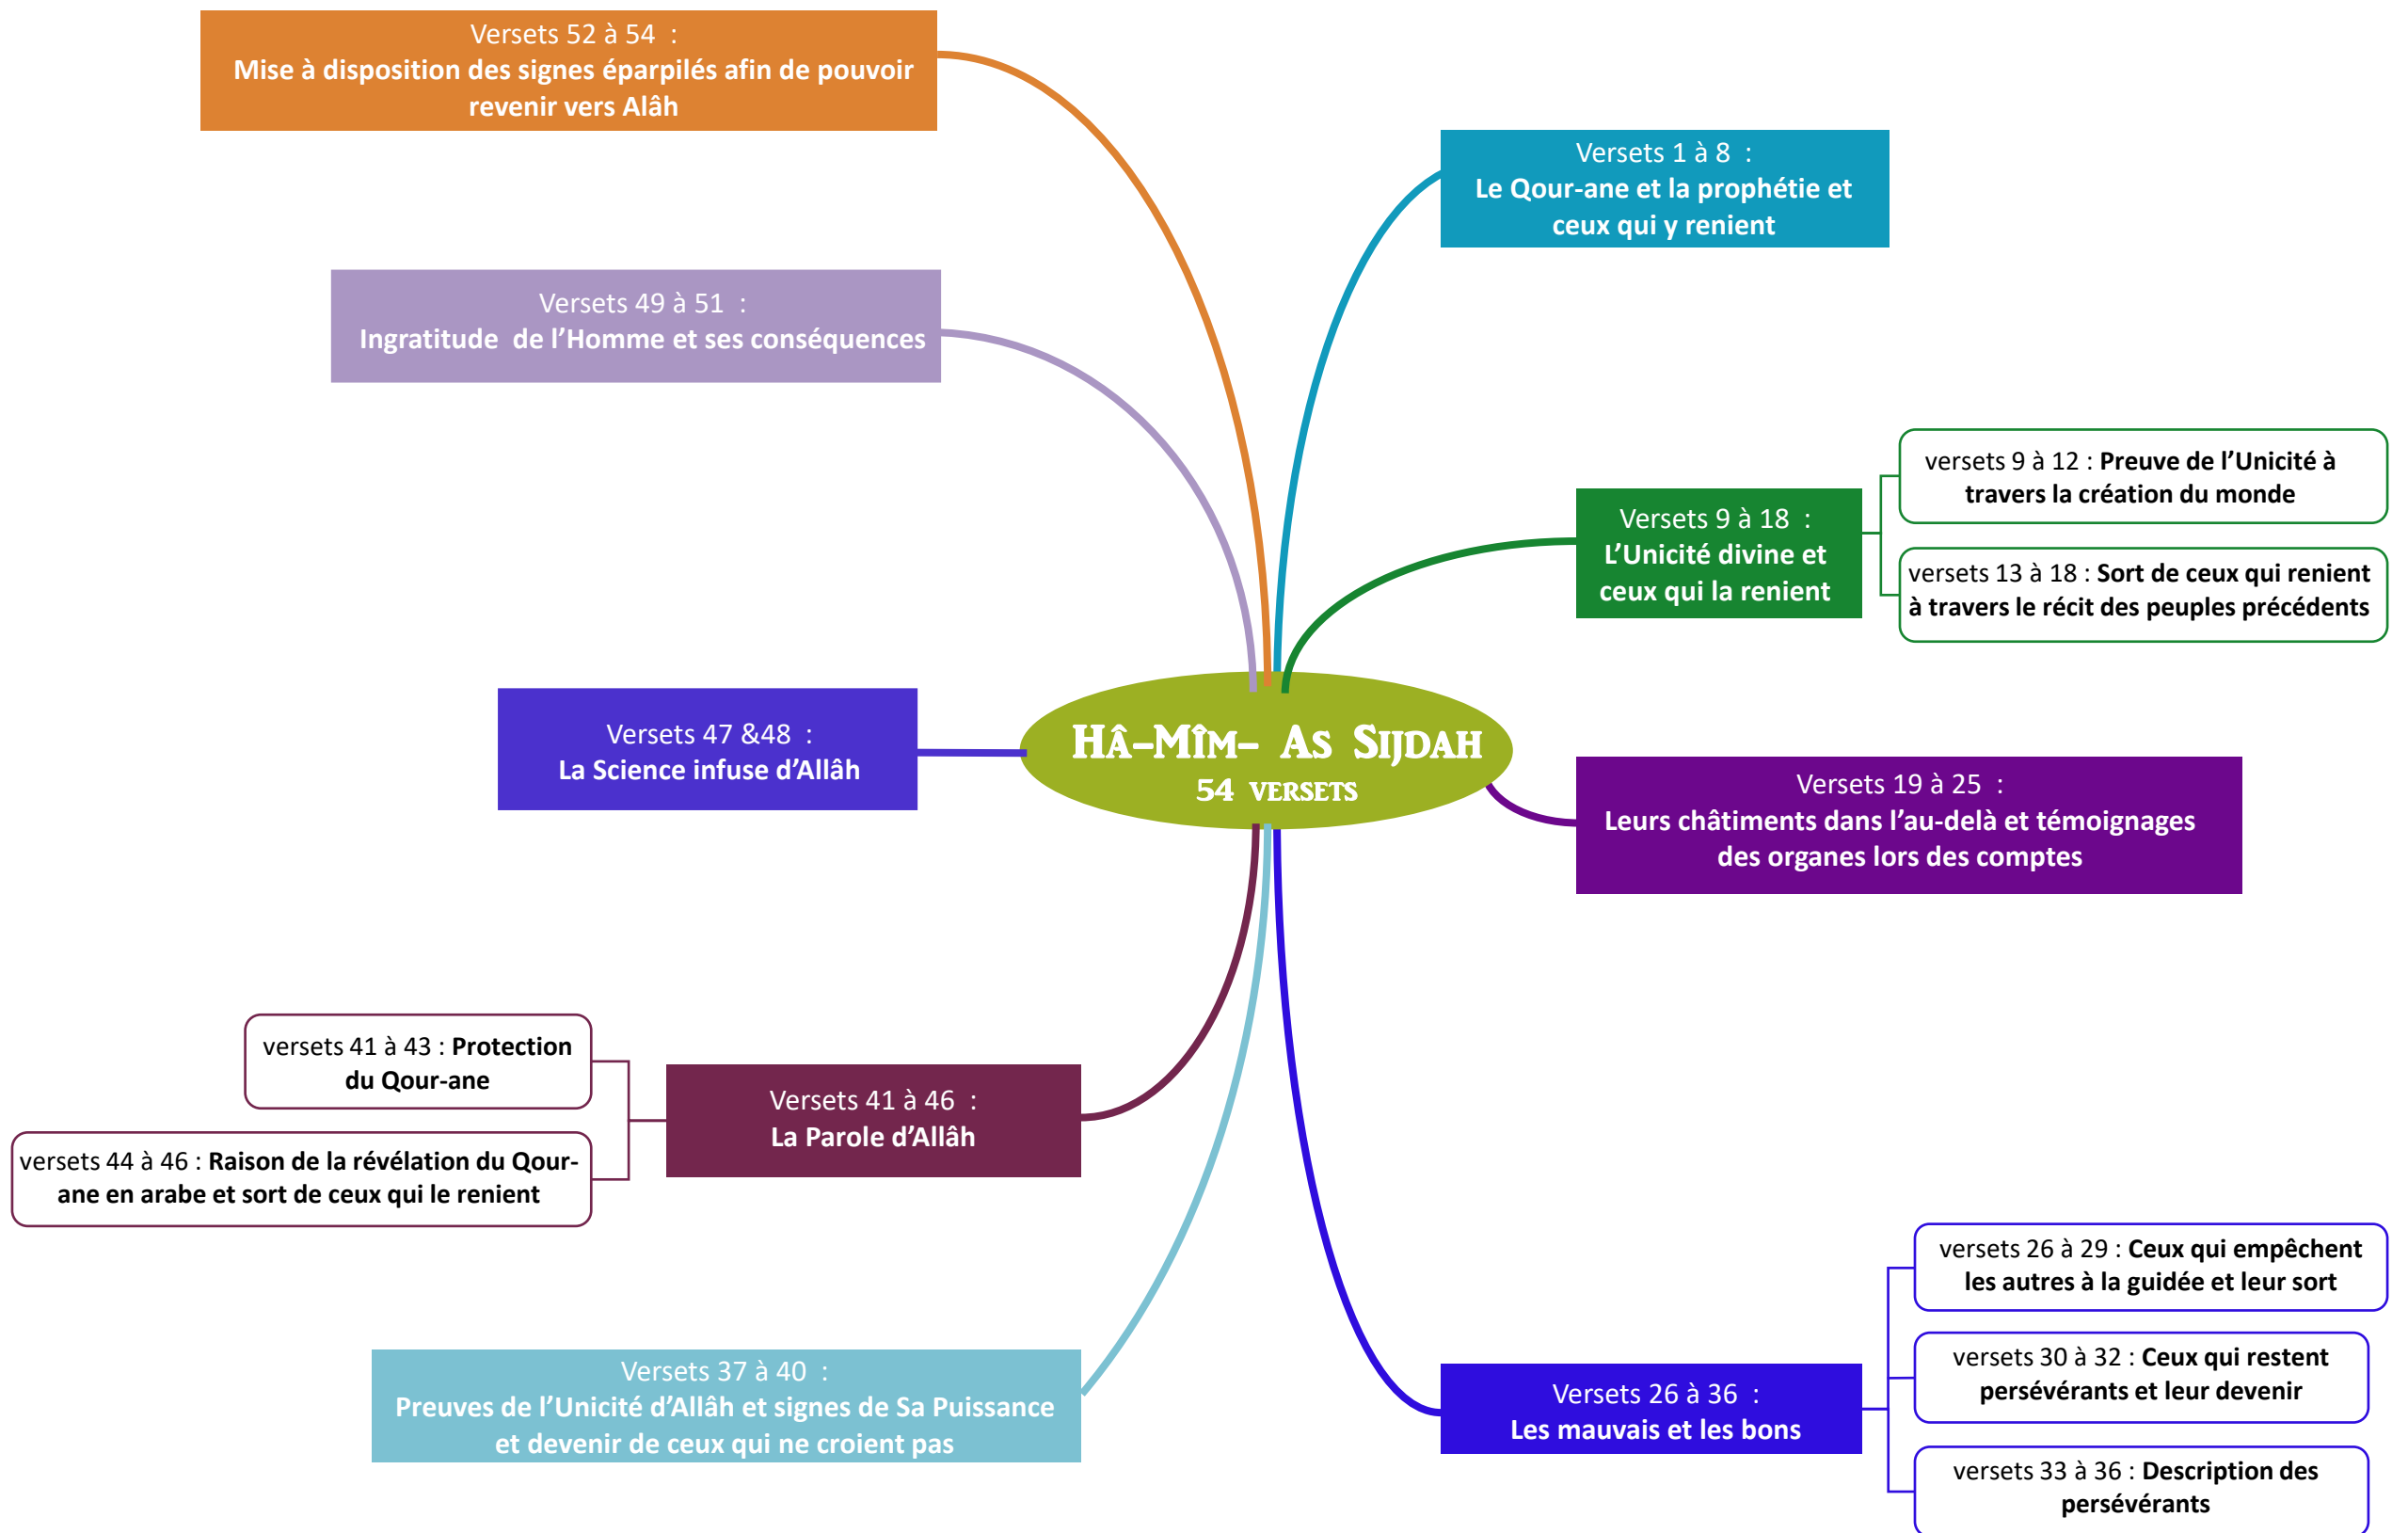 Hâ-Mîm- As Sijdah
54 versets
Versets 1 à 8 :
Le Qour-ane et la prophétie et
ceux qui y renient
Versets 9 à 18 :
L’Unicité divine et
ceux qui la renient
versets 9 à 12 : Preuve de l’Unicité à
travers la création du monde
versets 13 à 18 : Sort de ceux qui renient
à travers le récit des peuples précédents
Versets 19 à 25 :
Leurs châtiments dans l’au-delà et témoignages
des organes lors des comptes
Versets 26 à 36 :
Les mauvais et les bons
versets 26 à 29 : Ceux qui empêchent
les autres à la guidée et leur sort
versets 30 à 32 : Ceux qui restent
persévérants et leur devenir
versets 33 à 36 : Description des
persévérants
Versets 37 à 40 :
Preuves de l’Unicité d’Allâh et signes de Sa Puissance
et devenir de ceux qui ne croient pas
Versets 41 à 46 :
La Parole d’Allâh
versets 41 à 43 : Protection
du Qour-ane
versets 44 à 46 : Raison de la révélation du Qour-
ane en arabe et sort de ceux qui le renient
Versets 47 &48 :
La Science infuse d’Allâh
Versets 49 à 51 :
Ingratitude de l’Homme et ses conséquences
Versets 52 à 54 :
Mise à disposition des signes éparpilés afin de pouvoir
revenir vers Alâh